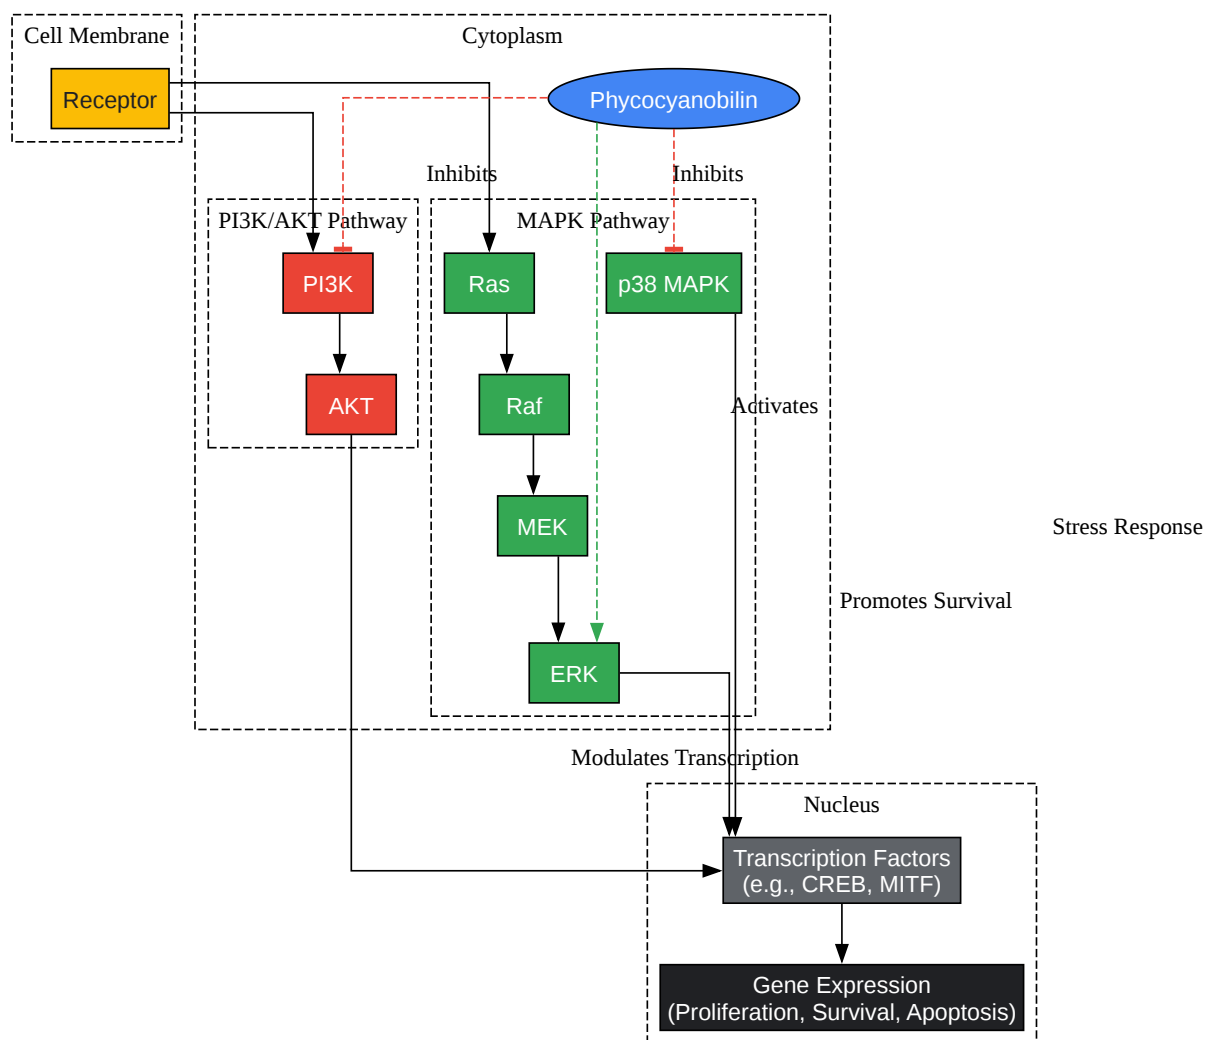 Cell Membrane
Cytoplasm
Receptor
Phycocyanobilin
Inhibits
Inhibits
PI3K/AKT Pathway
MAPK Pathway
PI3K
Ras
p38 MAPK
AKT
Raf
Activates
MEK
Stress Response
Promotes Survival
ERK
Modulates Transcription
Nucleus
Transcription Factors
(e.g., CREB, MITF)
Gene Expression
(Proliferation, Survival, Apoptosis)